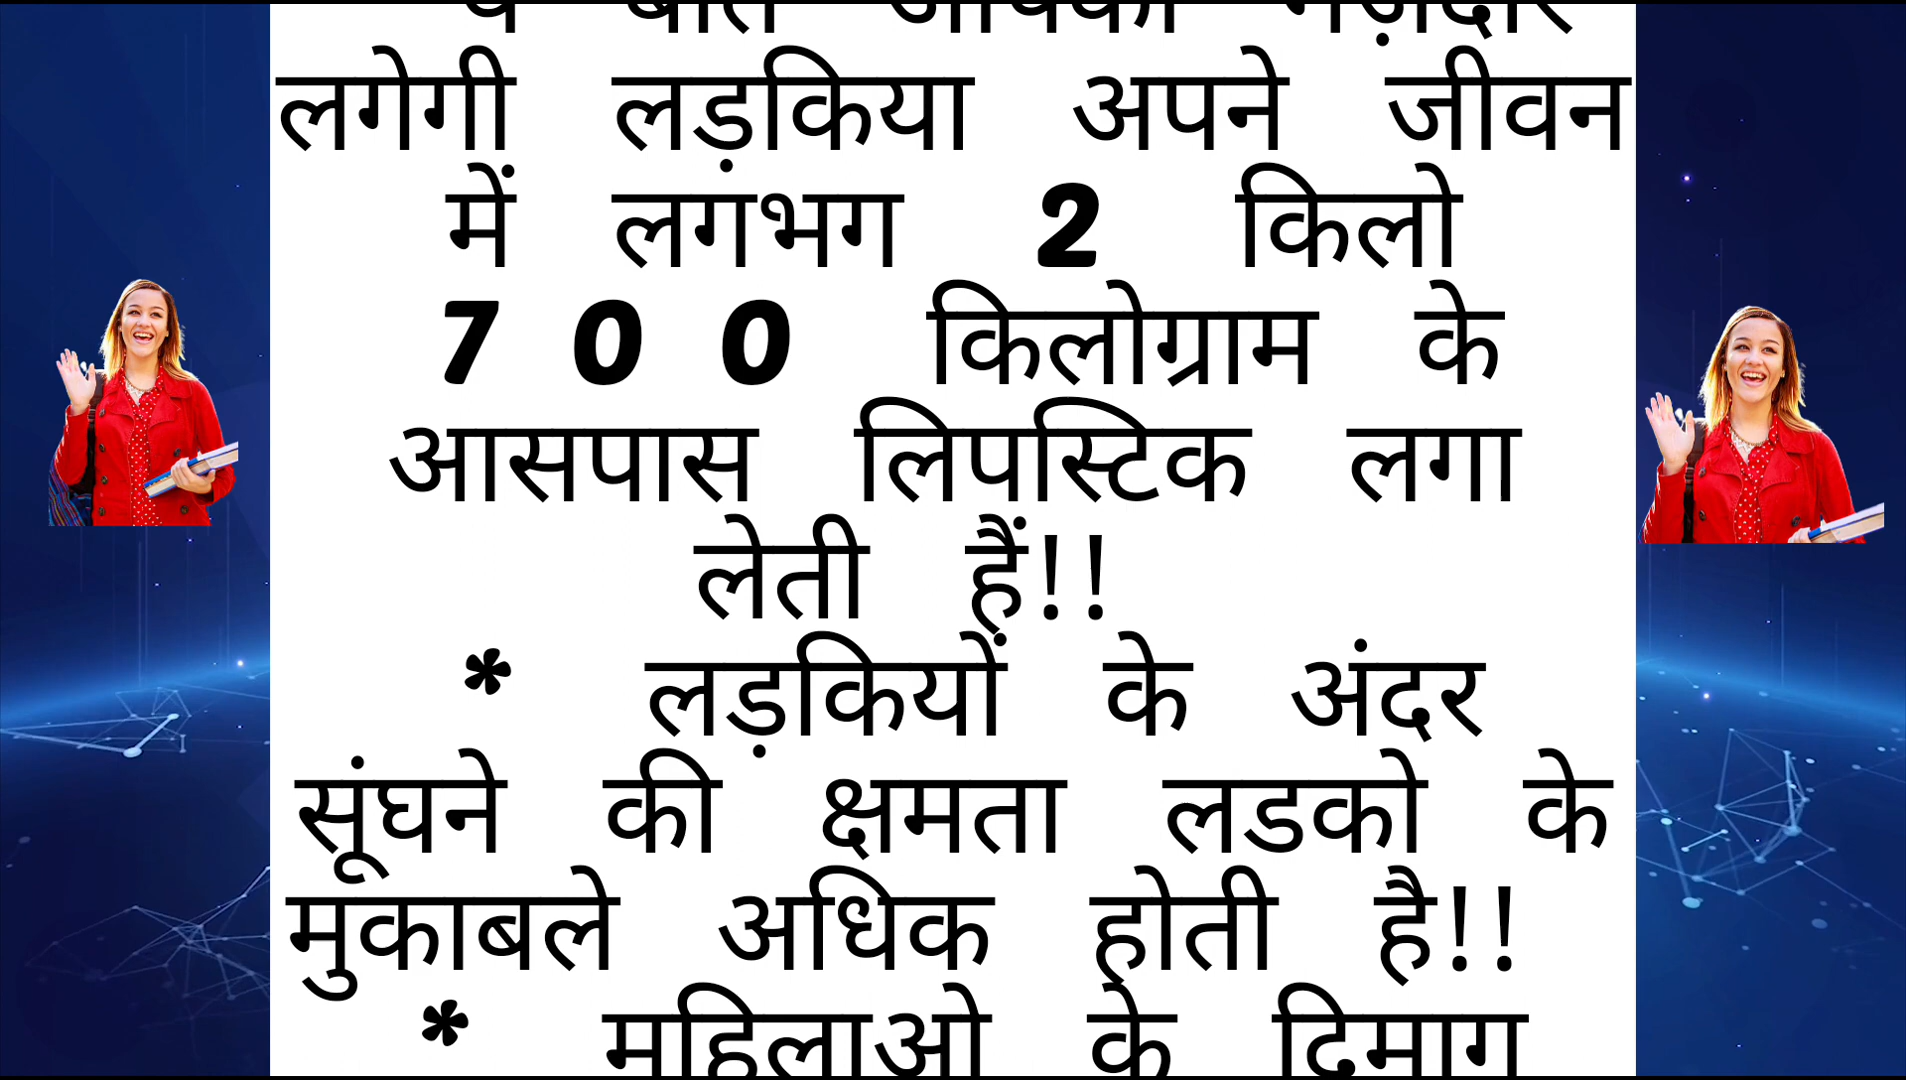 लगेगी लड़किया अपने जीवन
में लगभग 2 किलो
7 0 0 किलोग्राम के
आसपास लिपस्टिक लगा
लेती हैं!!
* लड़कियों के अंदर
सूंघने की क्षमता लडको के
मुकाबले अधिक होती है!!
* महिलाओ के दिमाग